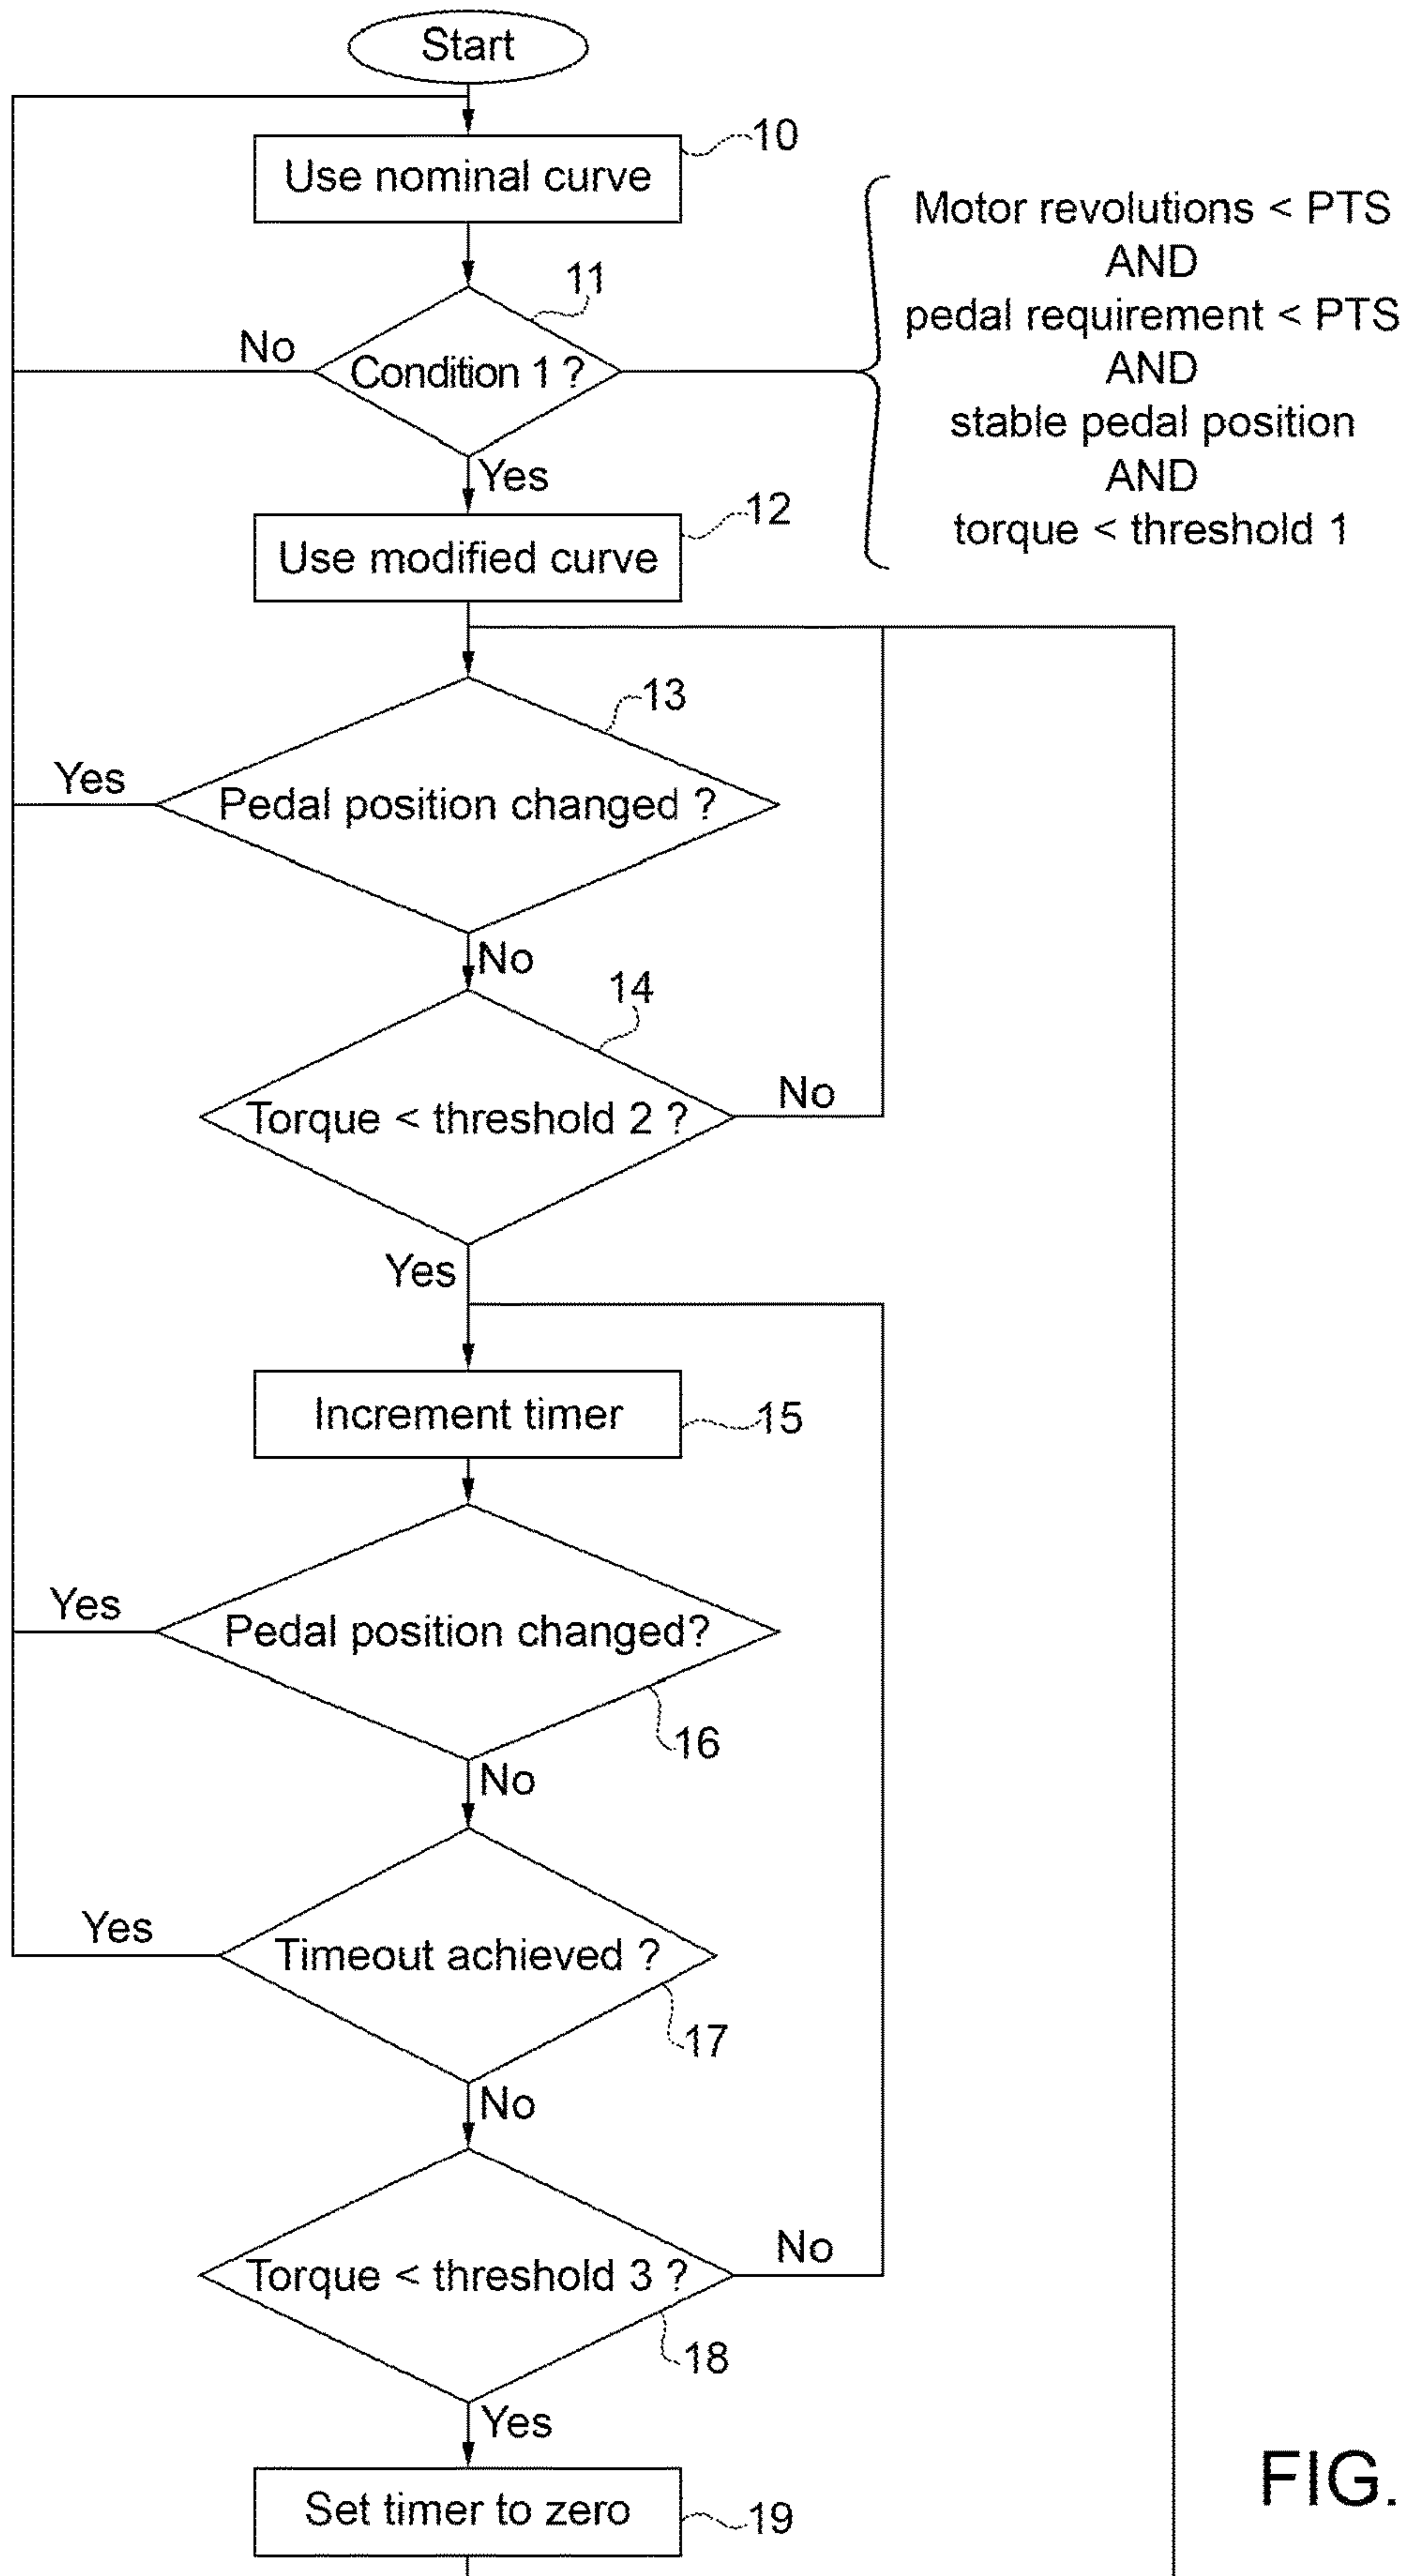 Start
Use nominal curve
10
11
Condition 1 ?
No
Yes
Motor revolutions < PTS
AND
pedal requirement < PTS
AND
stable pedal position
AND
torque < threshold 1
Use modified curve
12
13
Pedal position changed ?
Yes
No
14
Torque < threshold 2 ?
No
Yes
Increment timer
15
Pedal position changed?
Yes
16
No
Timeout achieved ?
Yes
17
No
Torque < threshold 3 ?
No
18
Yes
Set timer to zero
19
FIG.